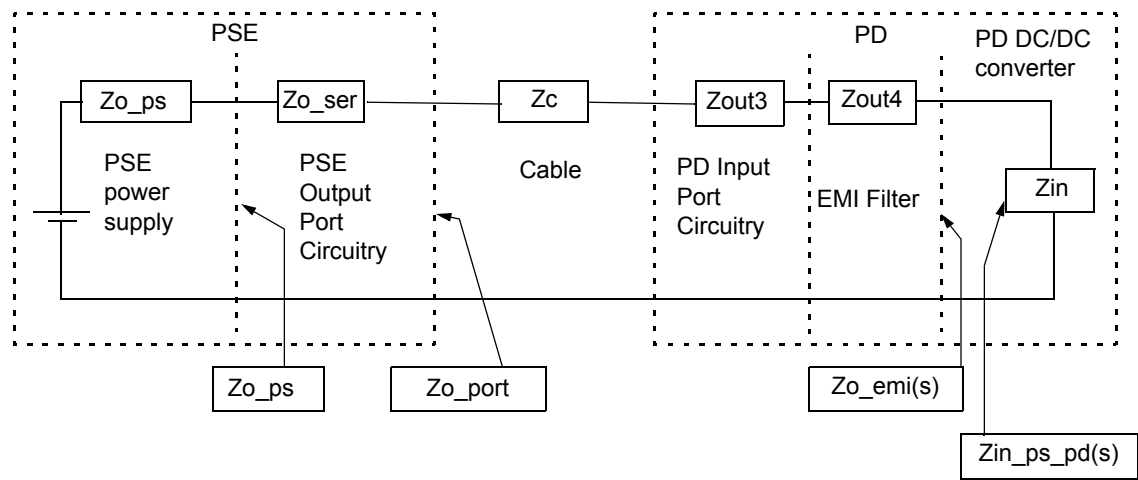 PSE
PD
PD DC/DC
converter
Zo_ps
Zo_ser
Zc
Zout3
Zout4
PSE
power
supply
PSE
Output
Port
Circuitry
Cable
PD Input
Port
Circuitry
EMI Filter
Zin
Zo_ps
Zo_port
Zo_emi(s)
Zin_ps_pd(s)